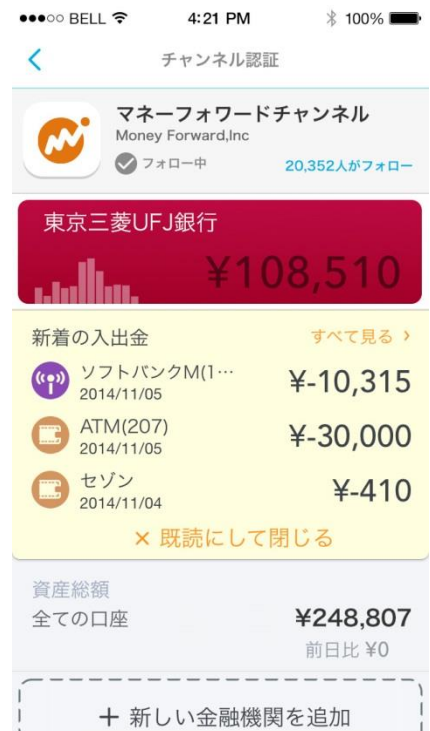 BELL 4:21 PM 100%
チャンネル認証
マネーフォワードチャンネル
Money Forward,Inc
フォロー中 20,352人がフォロー
東京三菱UFJ銀行
¥108,510
新着の入出金 すべて見る >
ソフトバンクM(1… ¥-10,315
2014/11/05
ATM(207) ¥-30,000
2014/11/05
セゾン ¥-410
2014/11/04
× 既読にして閉じる
資産総額
全ての口座 ¥248,807
前日比 ¥0
+ 新しい金融機関を追加